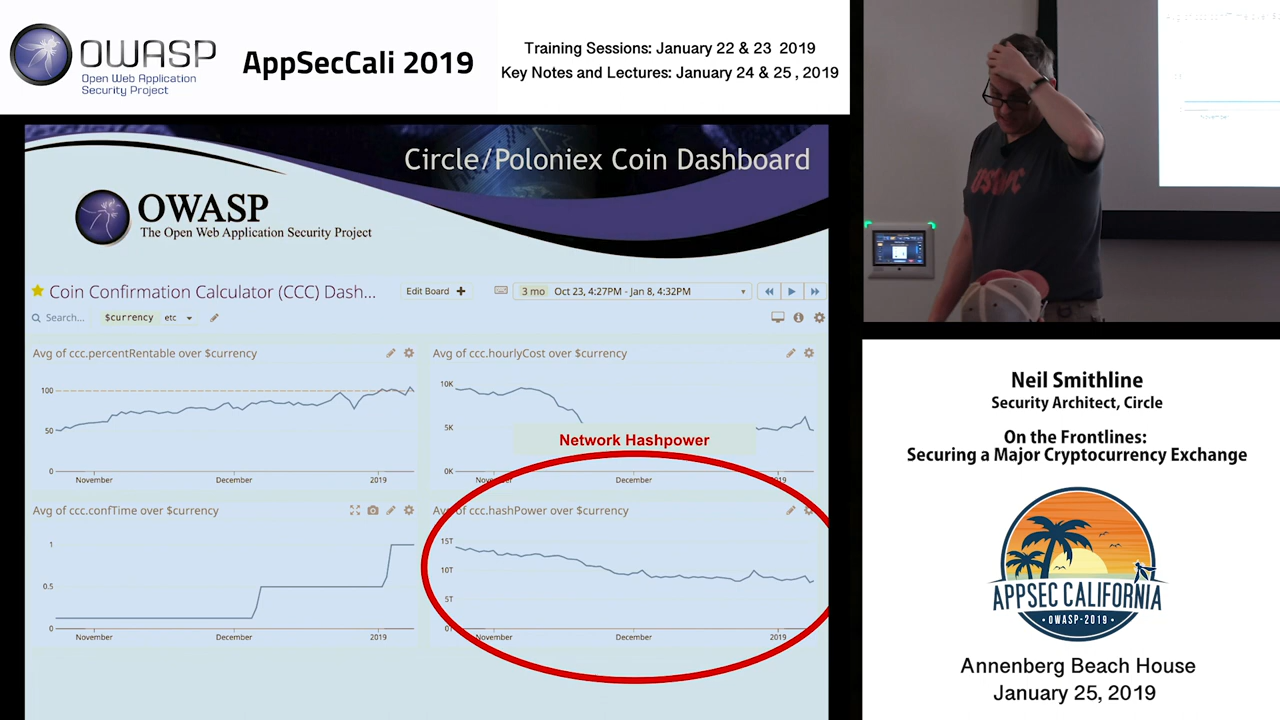 OWASP
Open Web Application
Security Project
AppSecCali 2019
Training Sessions: January 22 & 23 2019
Key Notes and Lectures: January 24 & 25, 2019
Circle/Poloniex Coin Dashboard
OWASP
The Open Web Application Security Project
Coin Confirmation Calculator (CCC) Dash...
Edit Board +
3 mo Oct 23, 4:27PM - Jan 8, 4:32PM
Search...
$currency etc
Avg of ccc.percentRentable over $currency
100
50
0
November
December
2019
Avg of ccc.hourlyCost over $currency
10K
5K
0K
November
December
2019
Network Hashpower
Avg of ccc.confTime over $currency
1
0.5
0
November
December
2019
Avg of ccc.hashPower over $currency
15T
10T
5T
November
December
2019
November
Neil Smithline
Security Architect, Circle
On the Frontlines:
Securing a Major Cryptocurrency Exchange
APPSEC CALIFORNIA
OWASP-2019
Annenberg Beach House
January 25, 2019